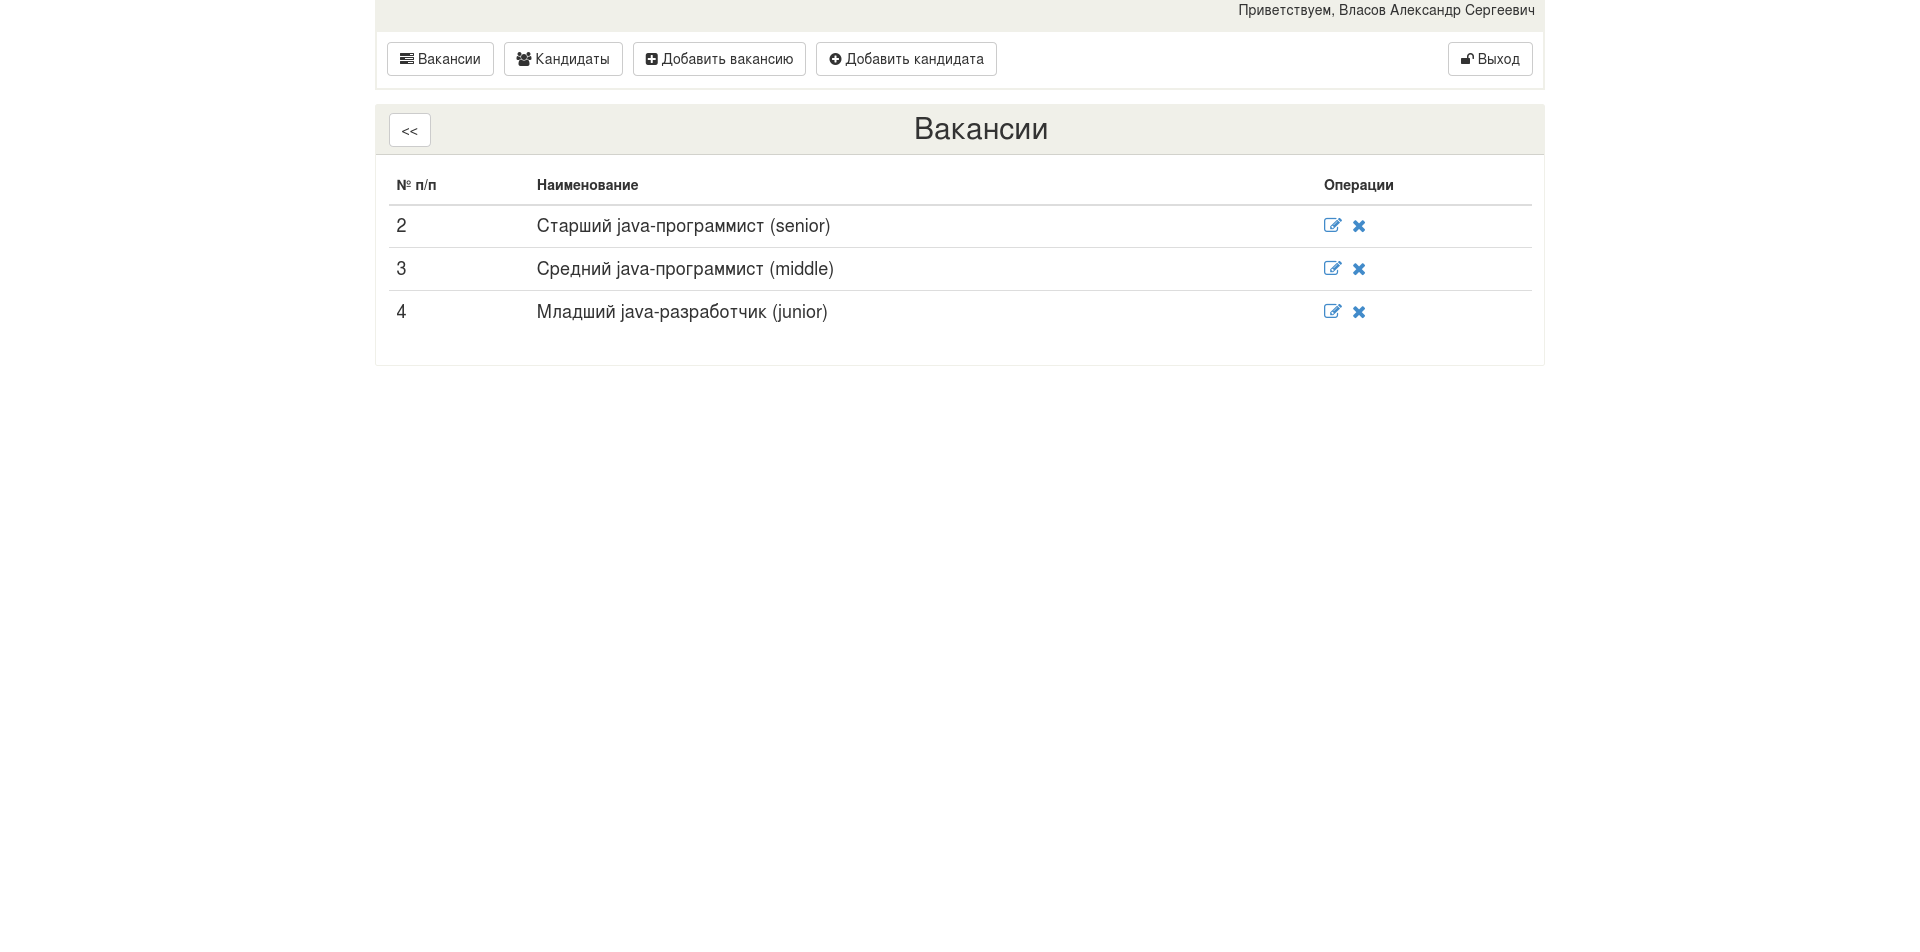 Приветствуем, Власов Александр Сергеевич
Вакансии Кандидаты Добавить вакансию Добавить кандидата Выход
<< Вакансии
№ п/п Наименование Операции
2 Старший java-программист (senior)
3 Средний java-программист (middle)
4 Младший java-разработчик (junior)